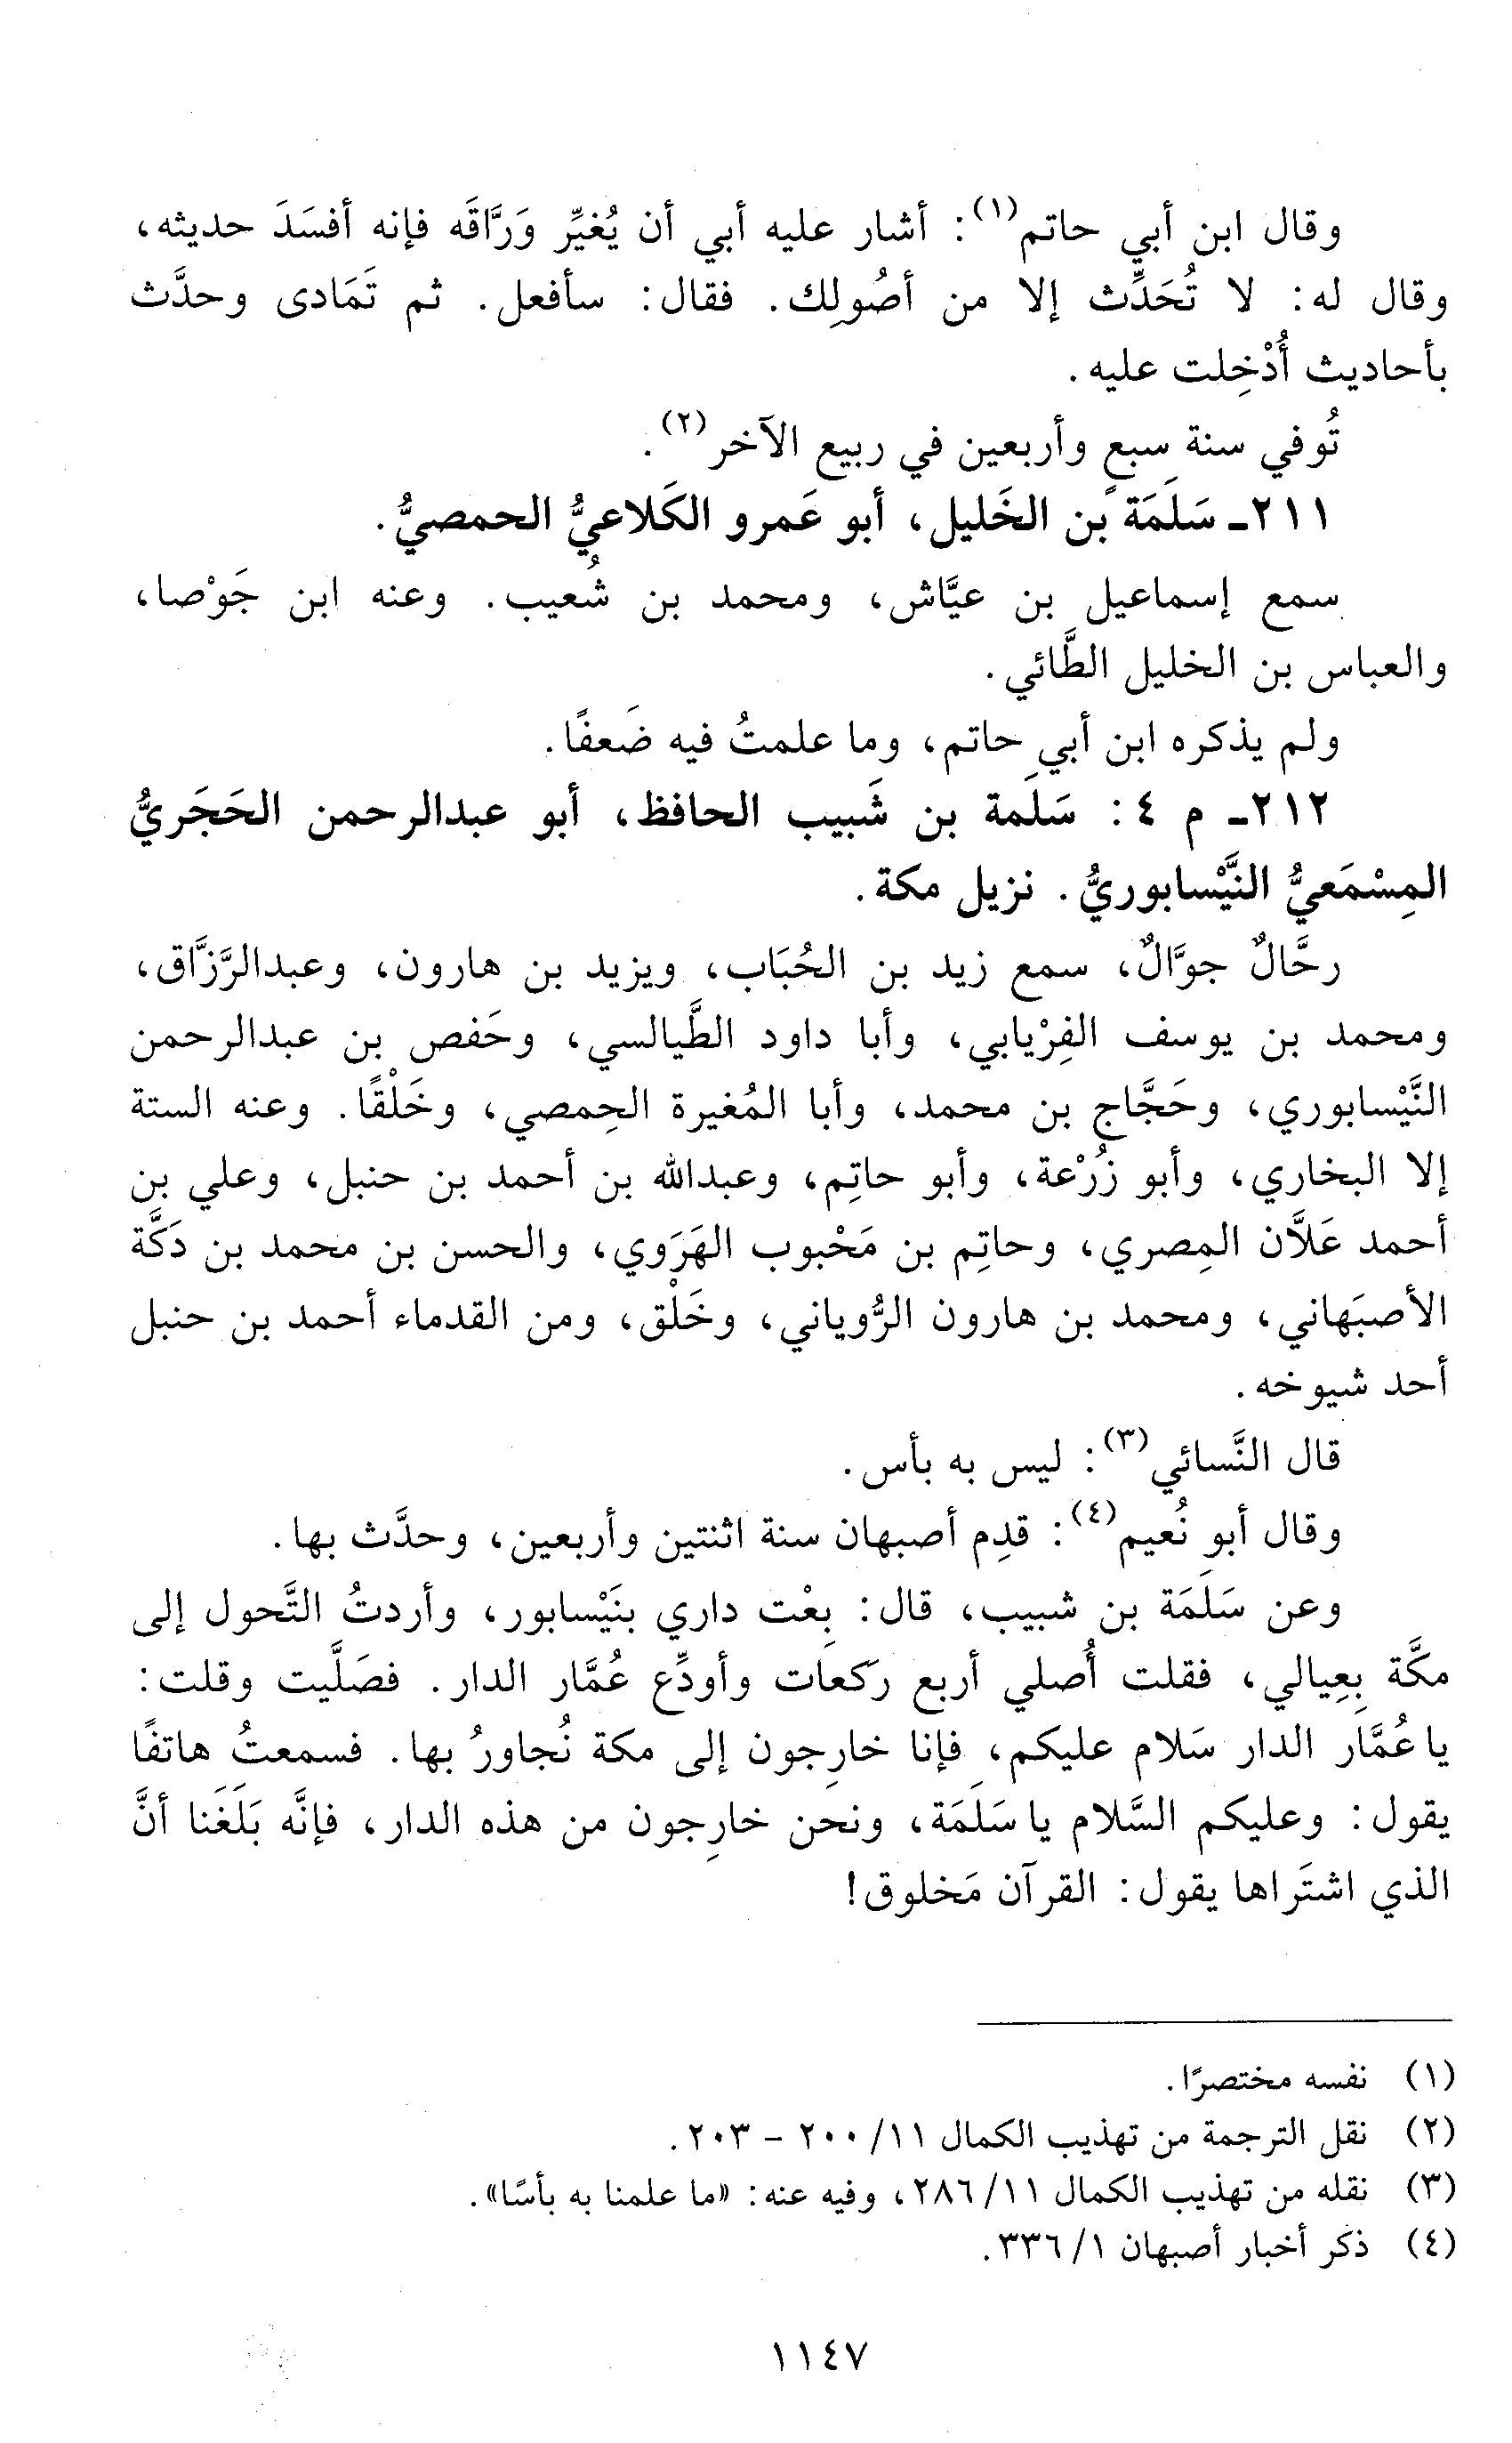 وقال ابن أبي حاتم(١): أشار عليه أبي أن يُغيِّر وَرَّاقَه فإنه أفسَدَ حديثه،
وقال له: لا تُحَدِّث إلا من أصُولِك. فقال: سأفعل. ثم تَمَادى وحدَّث
بأحاديث أُدْخِلت عليه.
تُوفي سنة سبعٍ وأربعين في ربيع الآخر(٢).
٢١١ـ سَلَمَة بن الخَليل، أبو عَمرو الكَلاعيُّ الحمصيُّ.
سمع إسماعيل بن عيَّاش، ومحمد بن شُعيب. وعنه ابن جَوْصا،
والعباس بن الخليل الطَّائي.
ولم يذكره ابن أبي حاتم، وما علمتُ فيه ضَعفًا.
٢١٢ـ م ٤: سَلَمة بن شَبيب الحافظ، أبو عبدالرحمن الحَجَريُّ
المِسْمَعيُّ النَّيْسابوريُّ. نزيل مكة.
رحَّالٌ جوَّالٌ، سمع زيد بن الحُبَاب، ويزيد بن هارون، وعبدالرَّزَّاق،
ومحمد بن يوسف الفِرْيابي، وأبا داود الطَّيالسي، وحَفص بن عبدالرحمن
النَّيْسابوري، وحَجَّاج بن محمد، وأبا المُغيرة الحِمصي، وخَلْقًا. وعنه الستة
إلا البخاري، وأبو زُرْعة، وأبو حاتِم، وعبدالله بن أحمد بن حنبل، وعلي بن
أحمد عَلَّان المِصري، وحاتِم بن مَحْبوب الهَرَوي، والحسن بن محمد بن دَكَّة
الأصبَهاني، ومحمد بن هارون الرُّوياني، وخَلْق، ومن القدماء أحمد بن حنبل
أحد شيوخه.
قال النَّسائي(٣): ليس به بأس.
وقال أبو نُعيم(٤): قدِم أصبهان سنة اثنتين وأربعين، وحدَّث بها.
وعن سَلَمَة بن شبيب، قال: بِعْت داري بنَيْسابور، وأردتُ التَّحول إلى
مكَّة بِعِيالي، فقلت أُصلي أربع ركعَات وأودِّع عُمَّار الدار. فصَلَّيت وقلت:
يا عُمَّار الدار سَلام عليكم، فإنا خارِجون إلى مكة نُجاورُ بها. فسمعتُ هاتفًا
يقول: وعليكم السَّلام يا سَلَمَة، ونحن خارِجون من هذه الدار، فإنَّه بَلَغَنا أنَّ
الذي اشتَراها يقول: القرآن مَخلوق!
(١) نفسه مختصرًا.
(٢) نقل الترجمة من تهذيب الكمال ١١/ ٢٠٠ - ٢٠٣.
(٣) نقله من تهذيب الكمال ١١/ ٢٨٦، وفيه عنه: «ما علمنا به بأسًا».
(٤) ذكر أخبار أصبهان ١/ ٣٣٦.
١١٤٧